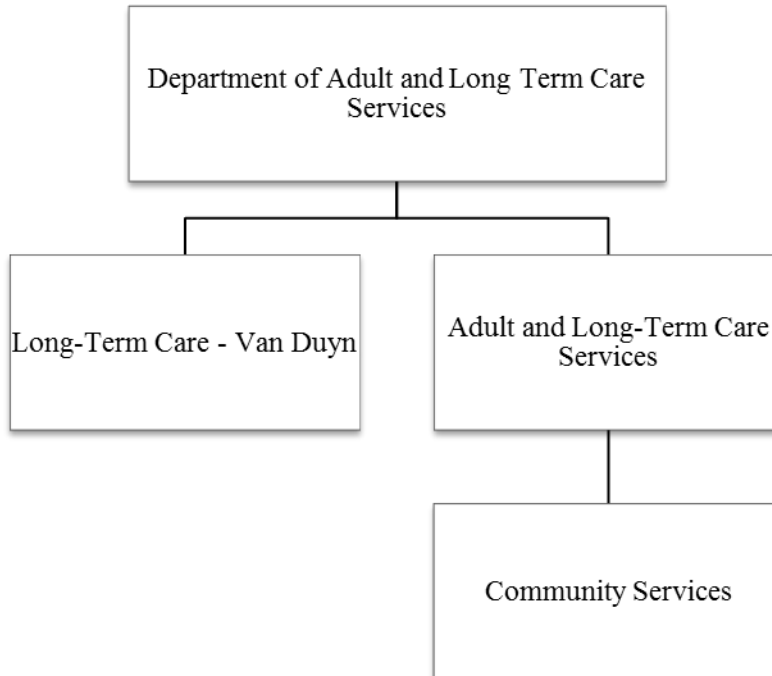 Department of Adult and Long Term Care
Services
Long-Term Care - Van Duyn
Adult and Long-Term Care
Services
Community Services